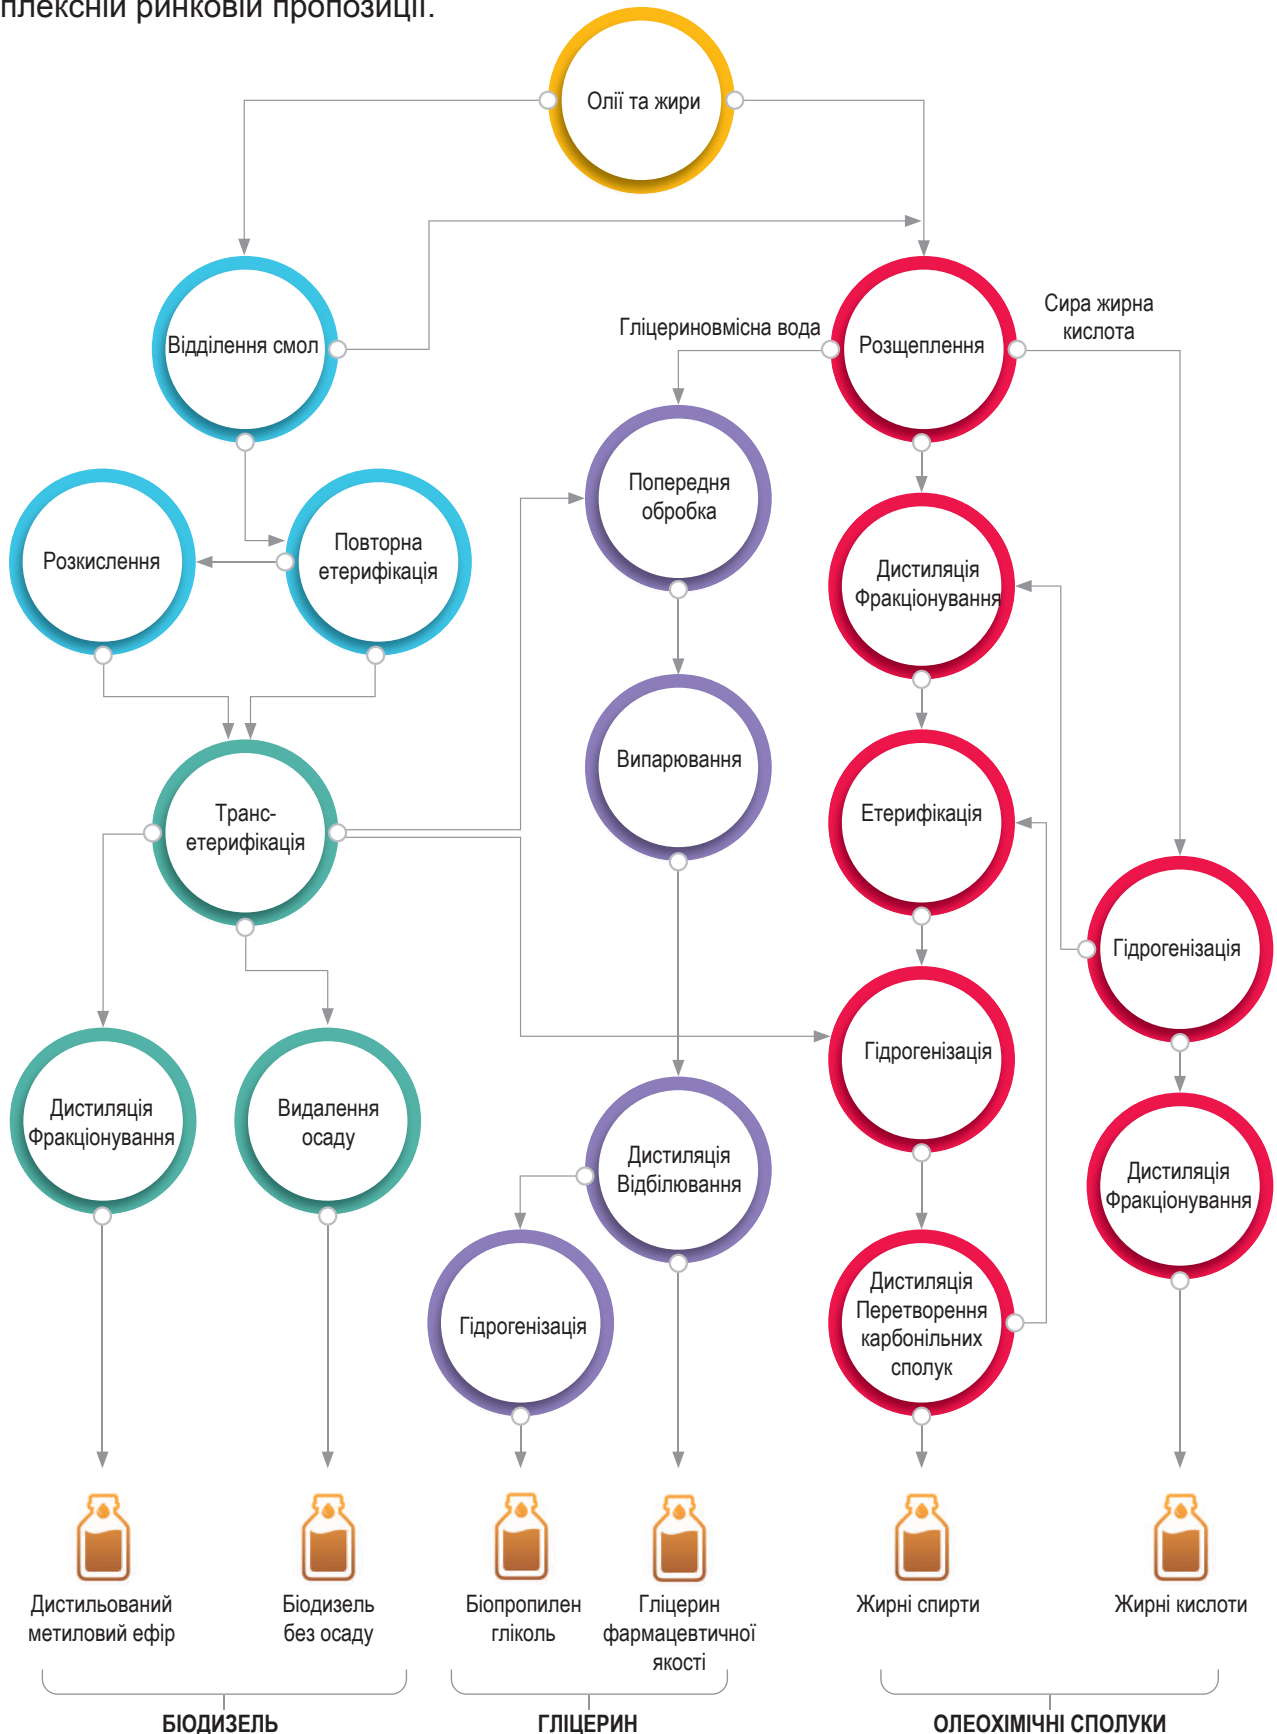 плексній ринковій пропозиції.
Олії та жири
Відділення смол
Гліцериновмісна вода
Розщеплення
Сира жирна
кислота
Розкислення
Повторна
етерифікація
Попередня
обробка
Дистиляція
Фракціонування
Випарювання
Транс-
етерифікація
Етерифікація
Гідрогенізація
Гідрогенізація
Дистиляція
Фракціонування
Видалення
осаду
Дистиляція
Відбілювання
Дистиляція
Фракціонування
Гідрогенізація
Дистиляція
Перетворення
карбонільних
сполук
Дистильований
метиловий ефір
Біодизель
без осаду
Біопропилен
гліколь
Гліцерин
фармацевтичної
якості
Жирні спирти
Жирні кислоти
БІОДИЗЕЛЬ
ГЛІЦЕРИН
ОЛЕОХІМІЧНІ СПОЛУКИ